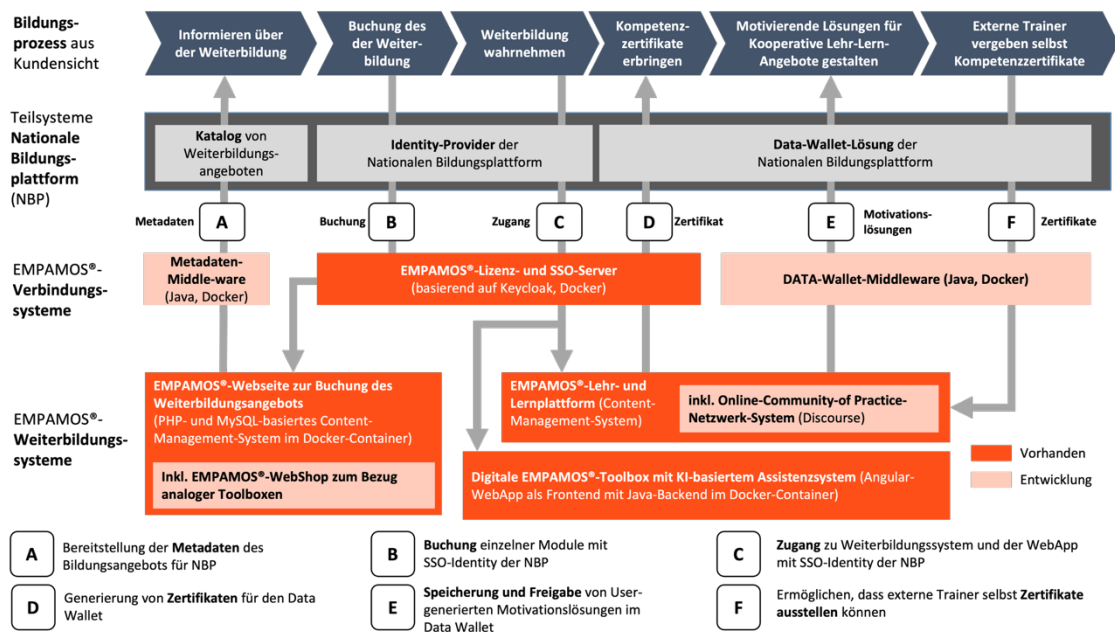 Bildungs-
prozess aus
Kundensicht
Informieren über
der Weiterbildung
Buchung des
der Weiter-
bildung
Weiterbildung
wahrnehmen
Kompetenz-
zertifikate
erbringen
Motivierende Lösungen für
Kooperative Lehr-Lern-
Angebote gestalten
Externe Trainer
vergeben selbst
Kompetenzzertifikate
Teilsysteme
Nationale
Bildungs-
plattform
(NBP)
Katalog von
Weiterbildungs-
angeboten
Identity-Provider der
Nationalen Bildungsplattform
Data-Wallet-Lösung der
Nationalen Bildungsplattform
Metadaten
A
Buchung
B
Zugang
C
D
Zertifikat
E
Motivations-
lösungen
F
Zertifikate
EMPAMOS®-
Verbindungs-
systeme
Metadaten-
Middle-ware
(Java, Docker)
EMPAMOS®-Lizenz- und SSO-Server
(basierend auf Keycloak, Docker)
DATA-Wallet-Middleware (Java, Docker)
EMPAMOS®-
Weiterbildungs-
systeme
EMPAMOS®-Webseite zur Buchung des
Weiterbildungsangebots
(PHP- und MySQL-basiertes Content-
Management-System im Docker-Container)
Inkl. EMPAMOS®-WebShop zum Bezug
analoger Toolboxen
EMPAMOS®-Lehr- und
Lernplattform (Content-
Management-System)
inkl. Online-Community-of Practice-
Netzwerk-System (Discourse)
Digitale EMPAMOS®-Toolbox mit KI-basiertem Assistenzsystem (Angular-
WebApp als Frontend mit Java-Backend im Docker-Container)
Vorhanden
Entwicklung
A
Bereitstellung der Metadaten des
Bildungsangebots für NBP
B
Buchung einzelner Module mit
SSO-Identity der NBP
C
Zugang zu Weiterbildungssystem und der WebApp
mit SSO-Identity der NBP
D
Generierung von Zertifikaten für den Data
Wallet
E
Speicherung und Freigabe von User-
generierten Motivationslösungen im
Data Wallet
F
Ermöglichen, dass externe Trainer selbst Zertifikate
ausstellen können